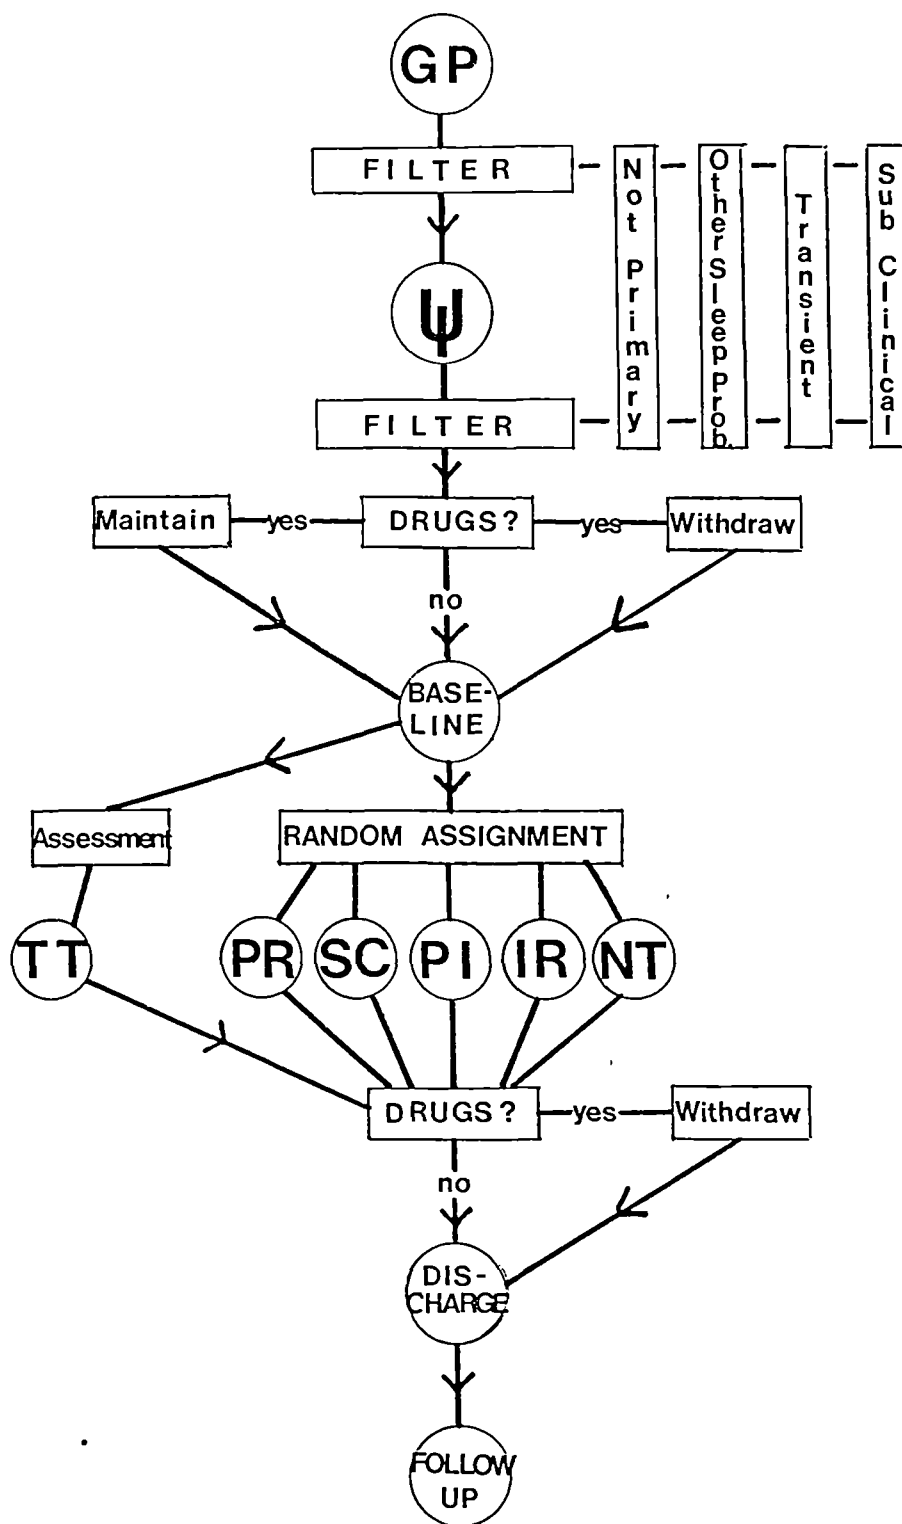 GP
FILTER
Not Primary
Other Sleep Prob.
Transient
Sub Clinical
Ψ
FILTER
Maintain
yes
DRUGS?
yes
Withdraw
no
BASE-
LINE
Assessment
RANDOM ASSIGNMENT
TT
PR
SC
PI
IR
NT
DRUGS?
yes
Withdraw
no
DIS-
CHARGE
FOLLOW
UP